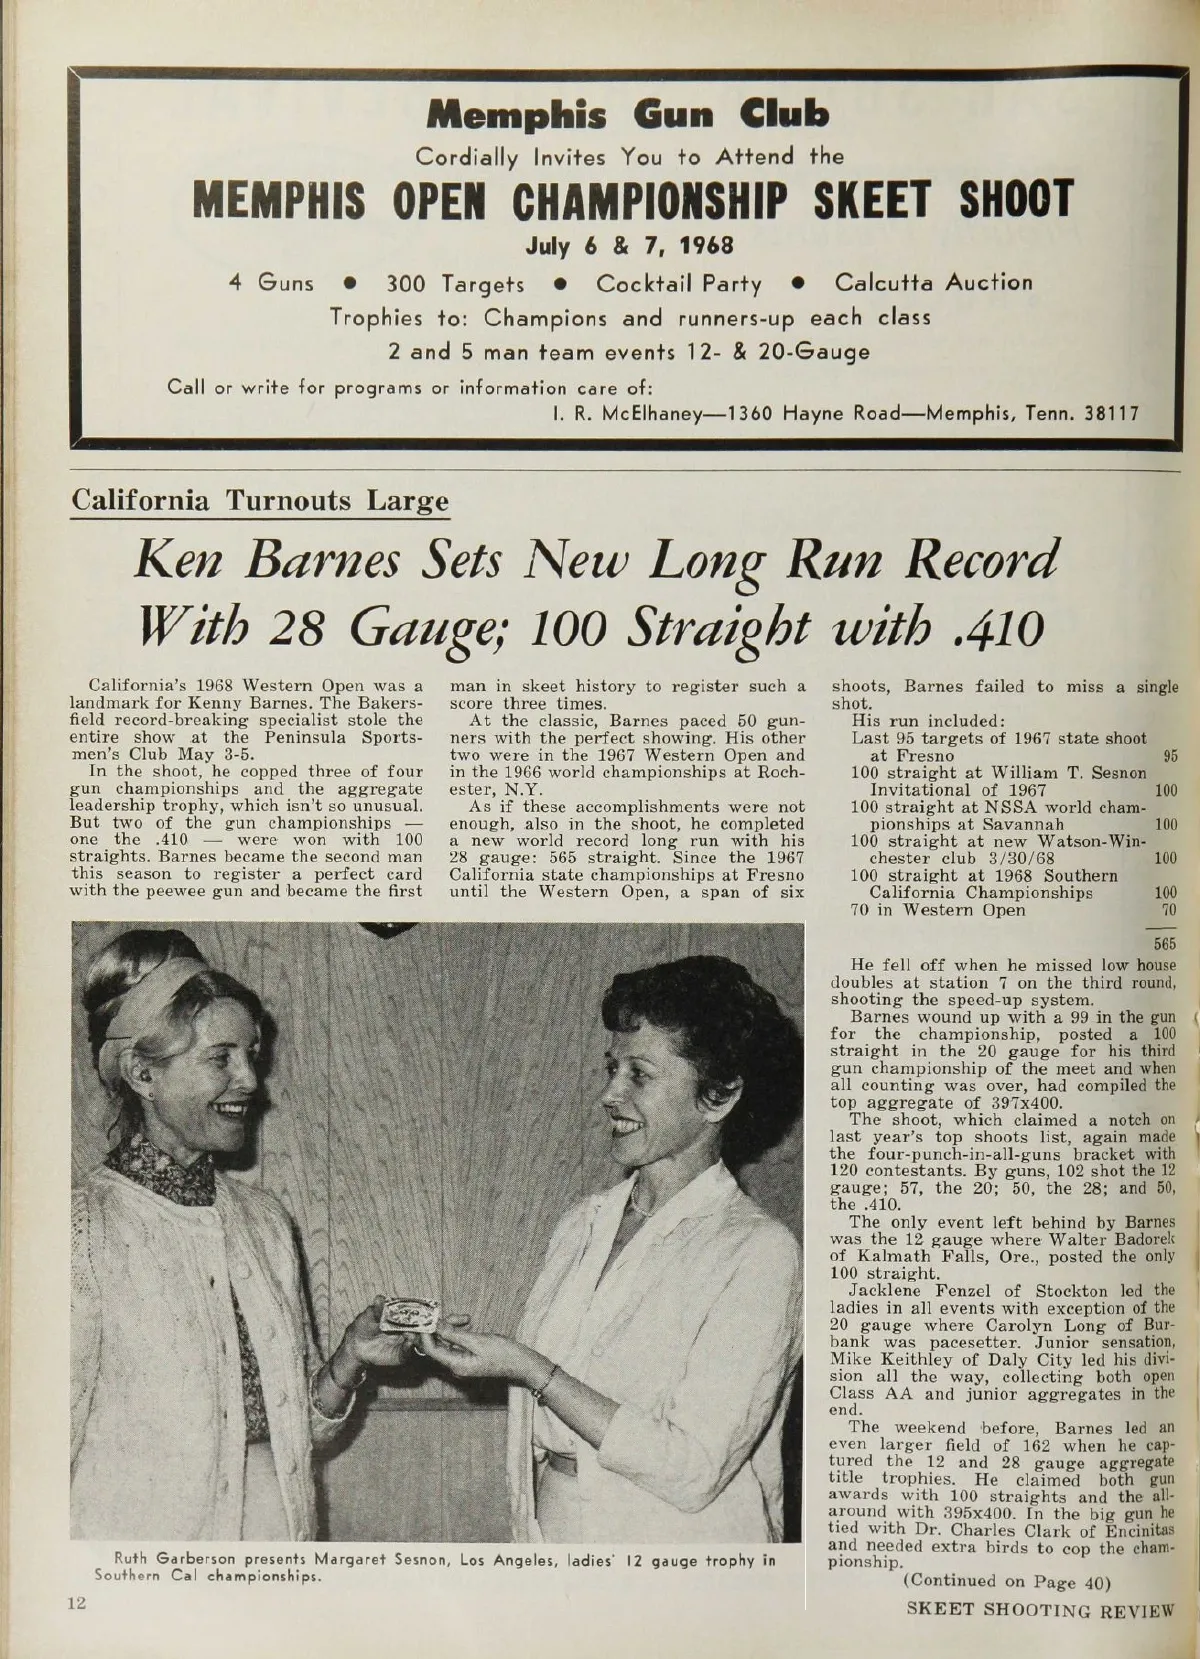 Memphis Gun Club
Cordially Invites You to Attend the
MEMPHIS OPEN CHAMPIONSHIP SKEET SHOOT
July 6 & 7, 1968
4 Guns ● 300 Targets ● Cocktail Party ● Calcutta Auction
Trophies to: Champions and runners-up each class
2 and 5 man team events 12- & 20-Gauge
Call or write for programs or information care of:
I. R. McElhaney—1360 Hayne Road—Memphis, Tenn. 38117
California Turnouts Large
Ken Barnes Sets New Long Run Record
With 28 Gauge; 100 Straight with .410
California's 1968 Western Open was a
landmark for Kenny Barnes. The Bakers-
field record-breaking specialist stole the
entire show at the Peninsula Sports-
men's Club May 3-5.
In the shoot, he copped three of four
gun championships and the aggregate
leadership trophy, which isn't so unusual.
But two of the gun championships —
one the .410 — were won with 100
straights. Barnes became the second man
this season to register a perfect card
with the peewee gun and became the first
man in skeet history to register such a
score three times.
At the classic, Barnes paced 50 gun-
ners with the perfect showing. His other
two were in the 1967 Western Open and
in the 1966 world championships at Roch-
ester, N.Y.
As if these accomplishments were not
enough, also in the shoot, he completed
a new world record long run with his
28 gauge: 565 straight. Since the 1967
California state championships at Fresno
until the Western Open, a span of six
shoots, Barnes failed to miss a single
shot.
His run included:
Last 95 targets of 1967 state shoot
at Fresno 95
100 straight at William T. Sesnon
Invitational of 1967 100
100 straight at NSSA world cham-
pionships at Savannah 100
100 straight at new Watson-Win-
chester club 3/30/68 100
100 straight at 1968 Southern
California Championships 100
70 in Western Open 70
565
He fell off when he missed low house
doubles at station 7 on the third round,
shooting the speed-up system.
Barnes wound up with a 99 in the gun
for the championship, posted a 100
straight in the 20 gauge for his third
gun championship of the meet and when
all counting was over, had compiled the
top aggregate of 397x400.
The shoot, which claimed a notch on
last year's top shoots list, again made
the four-punch-in-all-guns bracket with
120 contestants. By guns, 102 shot the 12
gauge; 57, the 20; 50, the 28; and 50,
the .410.
The only event left behind by Barnes
was the 12 gauge where Walter Badorek
of Kalmath Falls, Ore., posted the only
100 straight.
Jacklene Fenzel of Stockton led the
ladies in all events with exception of the
20 gauge where Carolyn Long of Bur-
bank was pacesetter. Junior sensation,
Mike Keithley of Daly City led his divi-
sion all the way, collecting both open
Class AA and junior aggregates in the
end.
The weekend before, Barnes led an
even larger field of 162 when he cap-
tured the 12 and 28 gauge aggregate
title trophies. He claimed both gun
awards with 100 straights and the all-
around with 395x400. In the big gun he
tied with Dr. Charles Clark of Encinitas
and needed extra birds to cop the cham-
pionship.
(Continued on Page 40)
Ruth Garberson presents Margaret Sesnon, Los Angeles, ladies' 12 gauge trophy in
Southern Cal championships.
12
SKEET SHOOTING REVIEW